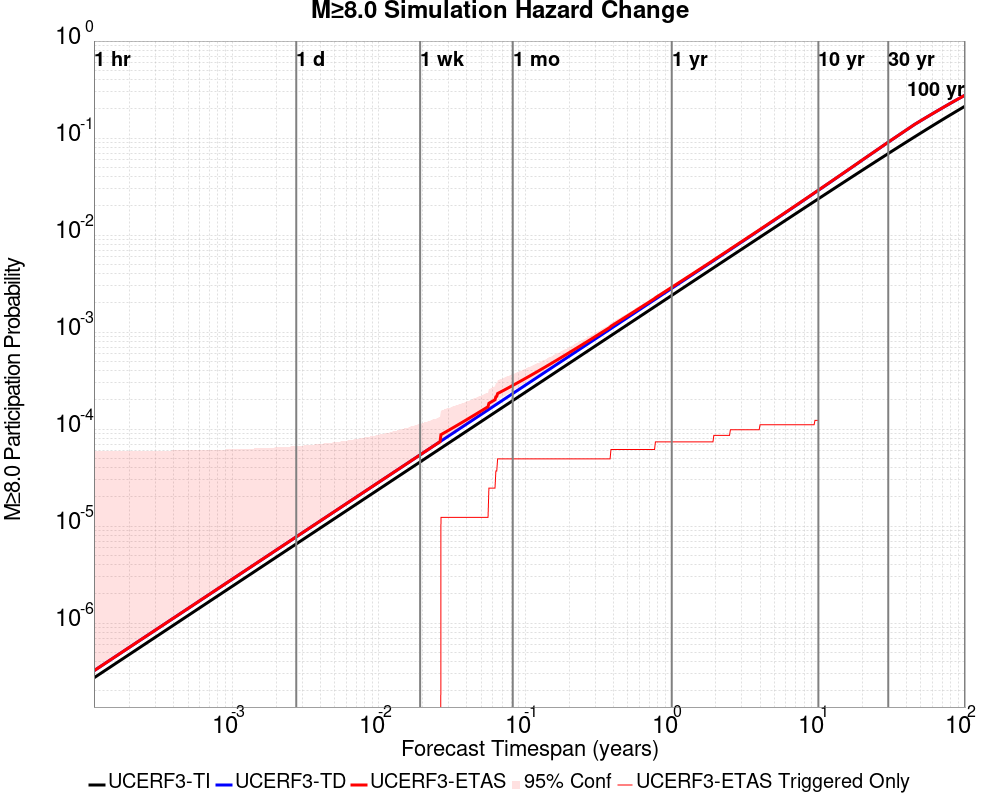 M≥8.0 Simulation Hazard Change
10^0
1 hr 1 d 1 wk 1 mo 1 yr 10 yr 30 yr
100 yr
10^-1
10^-2
10^-3
10^-4
10^-5
10^-6
M≥8.0 Participation Probability
10^-3 10^-2 10^-1 10^0 10^1 10^2
Forecast Timespan (years)
UCERF3-TI UCERF3-TD UCERF3-ETAS 95% Conf UCERF3-ETAS Triggered Only